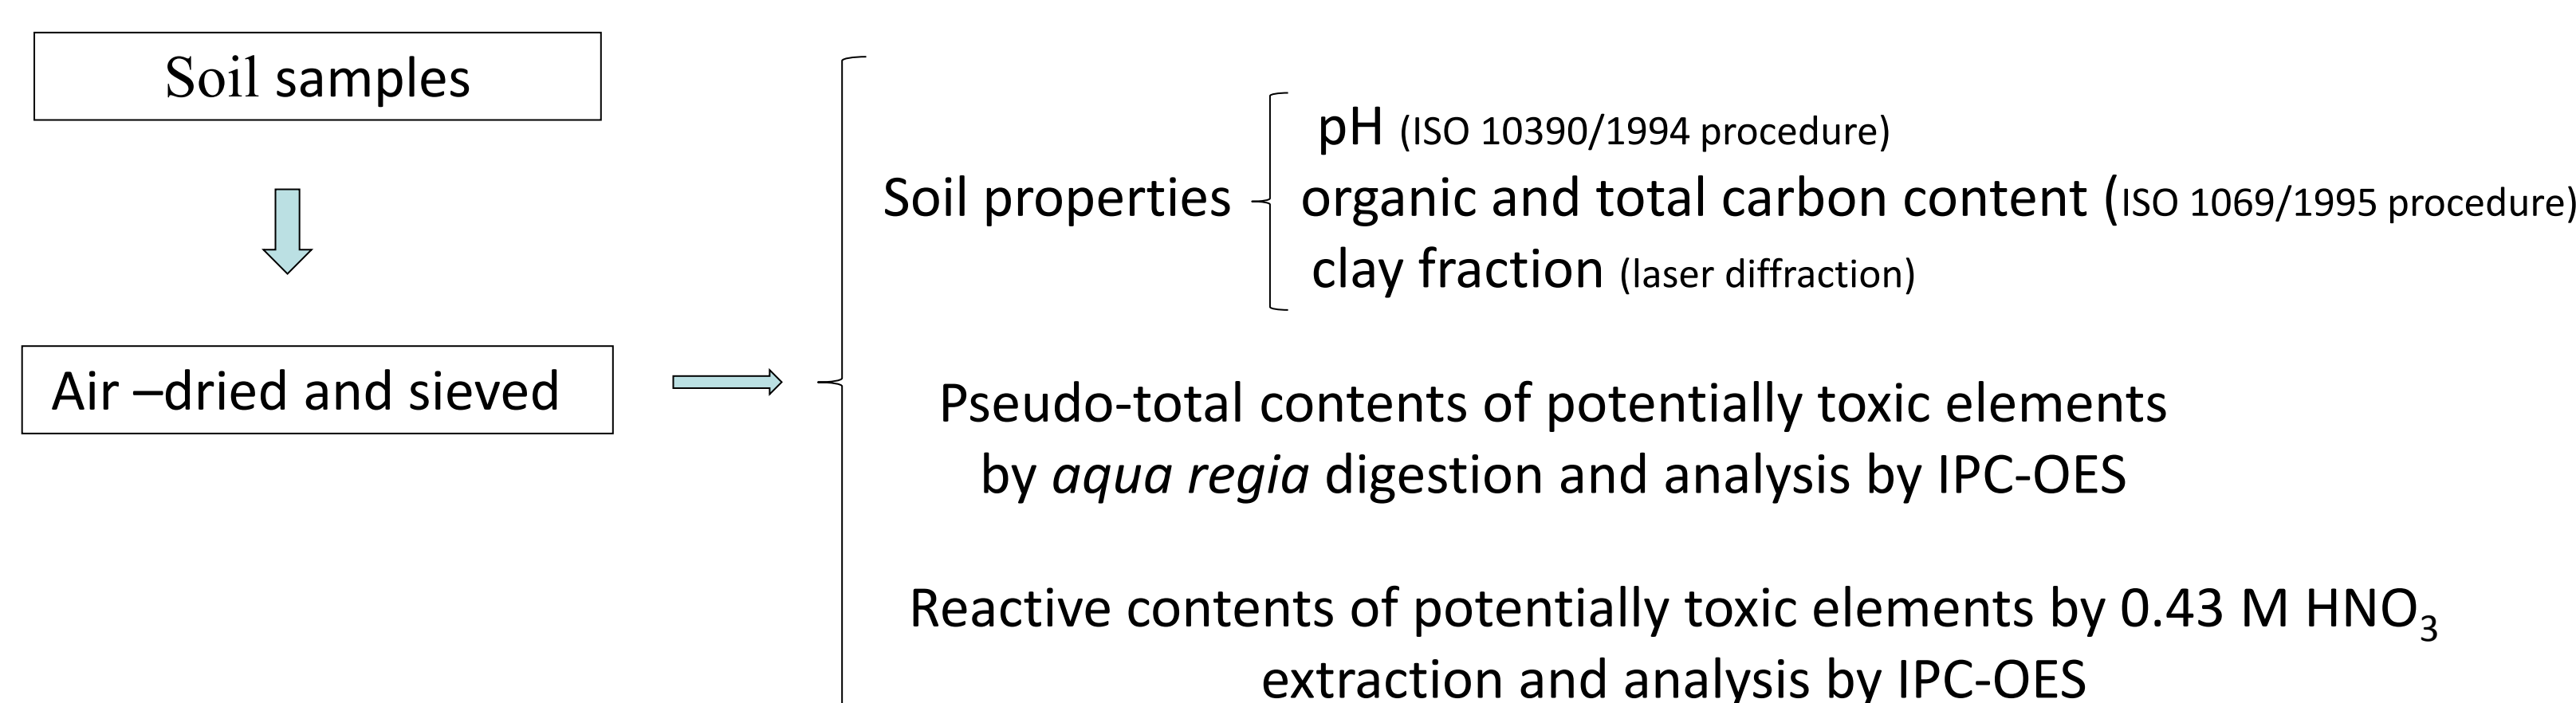 Soil samples
Air –dried and sieved
Soil properties
pH (ISO 10390/1994 procedure)
organic and total carbon content (ISO 1069/1995 procedure)
clay fraction (laser diffraction)
Pseudo-total contents of potentially toxic elements
by aqua regia digestion and analysis by IPC-OES
Reactive contents of potentially toxic elements by 0.43 M HNO₃
extraction and analysis by IPC-OES